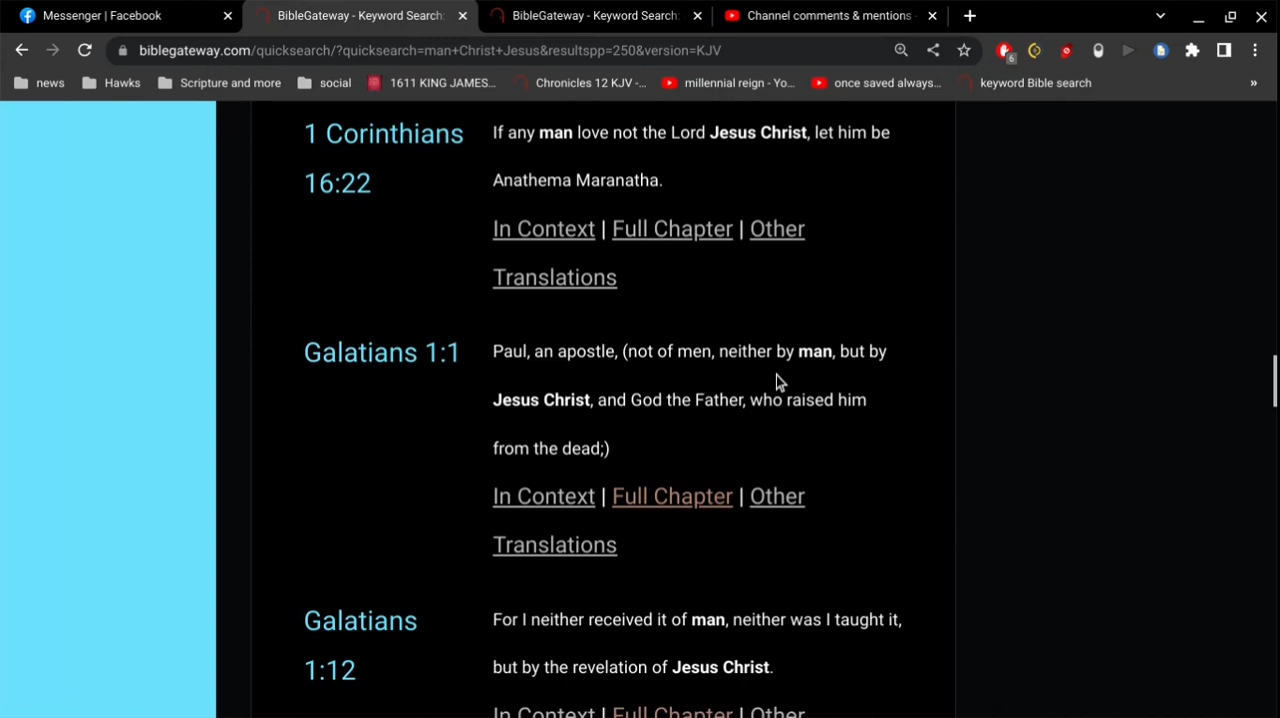 Messenger | Facebook
BibleGateway - Keyword Search:
BibleGateway - Keyword Search:
Channel comments & mentions -
biblegateway.com/quicksearch/?quicksearch=man+Christ+Jesus&resultspp=250&version=KJV
6
news
Hawks
Scripture and more
social
1611 KING JAMES...
Chronicles 12 KJV -...
millennial reign - Yo...
once saved always...
keyword Bible search
»
1 Corinthians
16:22
If any man love not the Lord Jesus Christ, let him be
Anathema Maranatha.
In Context | Full Chapter | Other
Translations
Galatians 1:1
Paul, an apostle, (not of men, neither by man, but by
Jesus Christ, and God the Father, who raised him
from the dead;)
In Context | Full Chapter | Other
Translations
Galatians
1:12
For I neither received it of man, neither was I taught it,
but by the revelation of Jesus Christ.
In Context | Full Chapter | Other